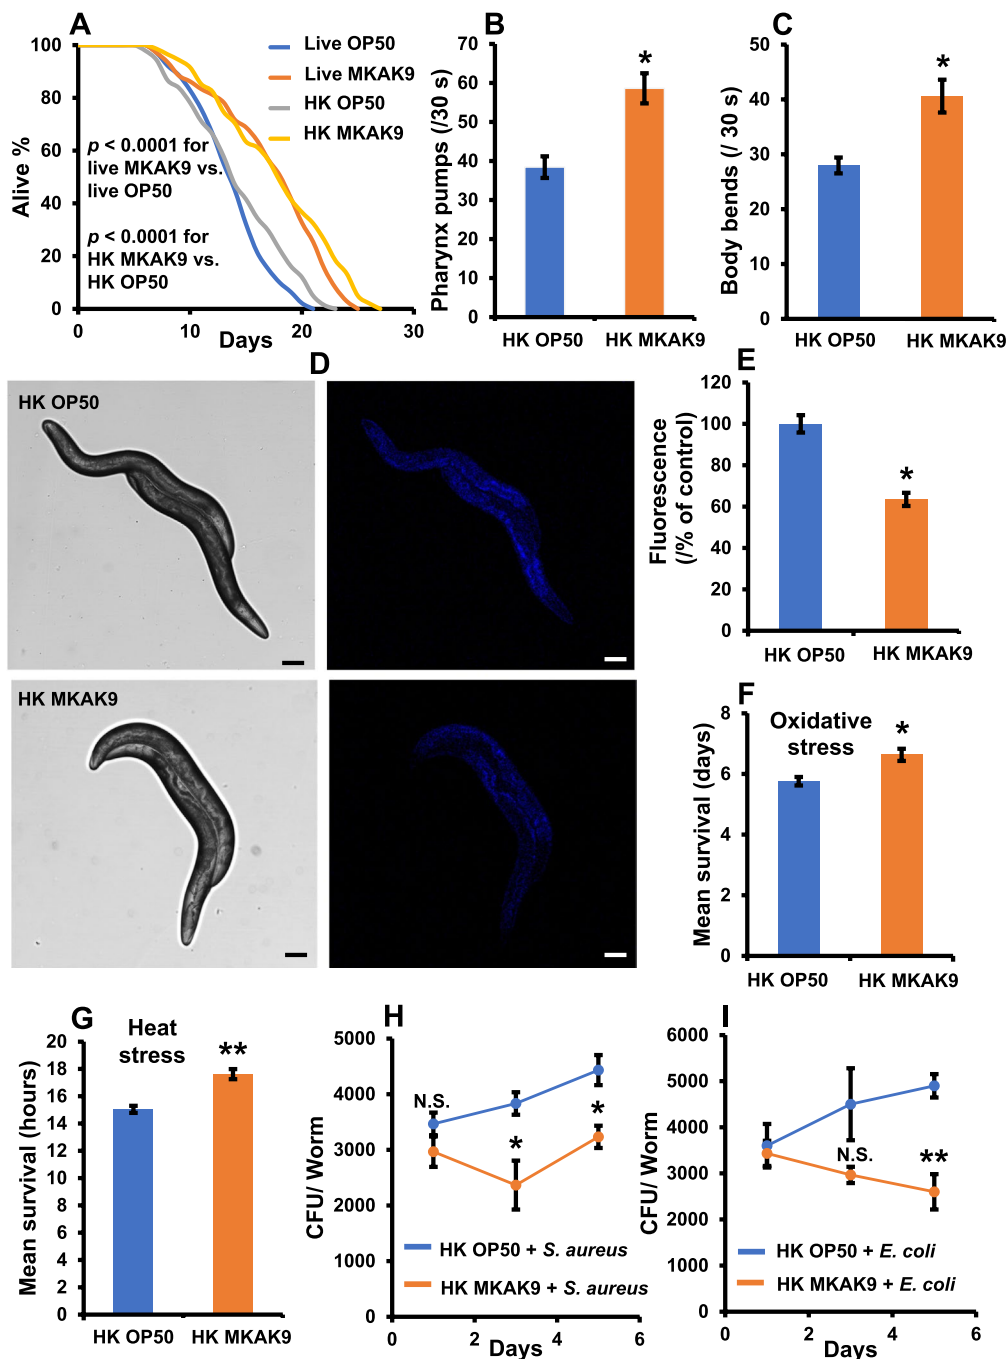 A
100
80
60
40
20
0
Alive %
Live OP50
Live MKAK9
HK OP50
HK MKAK9
p < 0.0001 for
live MKAK9 vs.
live OP50
p < 0.0001 for
HK MKAK9 vs.
HK OP50
0
10
20
30
Days
B
70
60
50
40
30
20
10
0
Pharynx pumps (/30 s)
*
HK OP50
HK MKAK9
C
50
40
30
20
10
0
Body bends (/ 30 s)
*
HK OP50
HK MKAK9
D
HK OP50
HK MKAK9
E
120
100
80
60
40
20
0
Fluorescence
(/% of control)
*
HK OP50
HK MKAK9
F
8
6
4
2
0
Mean survival (days)
Oxidative
stress
*
HK OP50
HK MKAK9
G
20
18
16
14
12
10
8
6
4
2
0
Mean survival (hours)
Heat
stress
**
HK OP50
HK MKAK9
H
5000
4000
3000
2000
1000
0
CFU/ Worm
N.S.
*
*
HK OP50 + S. aureus
HK MKAK9 + S. aureus
0
2
4
6
Days
I
6000
5000
4000
3000
2000
1000
0
CFU/ Worm
N.S.
**
HK OP50 + E. coli
HK MKAK9 + E. coli
0
2
4
6
Days